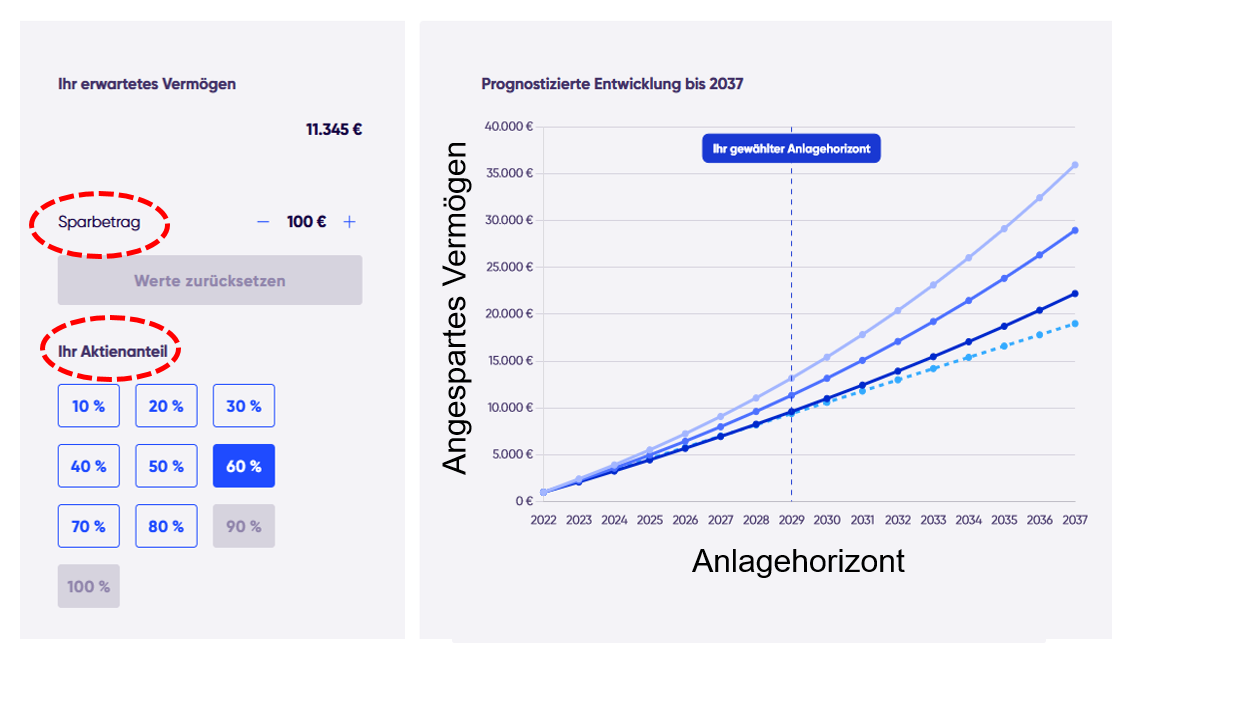 Ihr erwartetes Vermögen
11.345 €
Sparbetrag
− 100 € +
Werte zurücksetzen
Ihr Aktienanteil
10 % 20 % 30 %
40 % 50 % 60 %
70 % 80 % 90 %
100 %
Prognostizierte Entwicklung bis 2037
Angespartes Vermögen
40.000 €
Ihr gewählter Anlagehorizont
35.000 €
30.000 €
25.000 €
20.000 €
15.000 €
10.000 €
5.000 €
0 €
2022 2023 2024 2025 2026 2027 2028 2029 2030 2031 2032 2033 2034 2035 2036 2037
Anlagehorizont